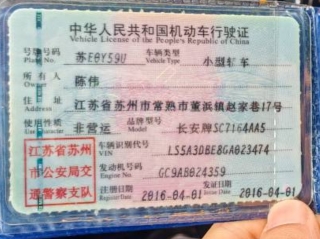 中华人民共和国机动车行驶证
Vehicle License of the People's Republic of China
号牌号码 苏E0Y59U 车辆类型 小型轿车
Plate No. Vehicle Type
所有人 陈伟
Owner
住址 江苏省苏州市常熟市董浜镇赵家巷17号
Address
使用性质 非营运 品牌型号 长安牌SC7164AA5
Use Character Model
江苏省苏州 车辆识别代号 LS5A3DBE8GA023474
VIN
市公安局交 发动机号码 GC9AB024359
Engine No.
通警察支队 注册日期 2016-04-01 发证日期 2016-04-01
Register Date Issue Date